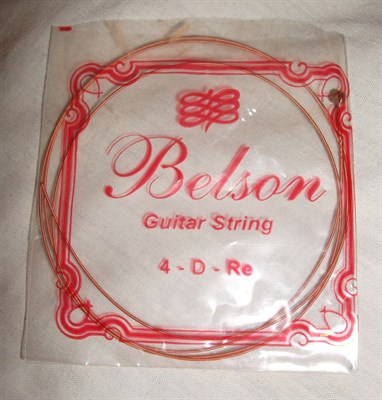 Belson
Guitar String
4 - D - Re